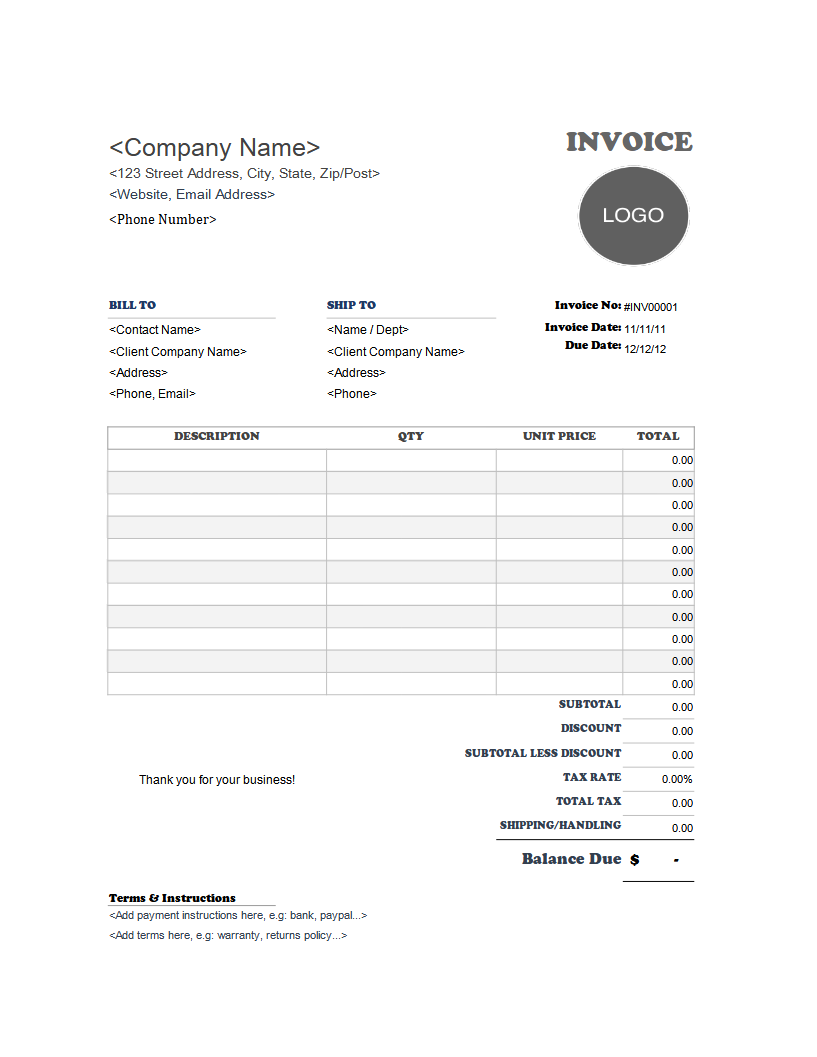 <Company Name>
INVOICE
<123 Street Address, City, State, Zip/Post>
<Website, Email Address>
<Phone Number>
LOGO
BILL TO SHIP TO Invoice No: #INV00001
<Contact Name> <Name / Dept> Invoice Date: 11/11/11
<Client Company Name> <Client Company Name> Due Date: 12/12/12
<Address> <Address>
<Phone, Email> <Phone>
DESCRIPTION QTY UNIT PRICE TOTAL
0.00
0.00
0.00
0.00
0.00
0.00
0.00
0.00
0.00
0.00
0.00
SUBTOTAL 0.00
DISCOUNT 0.00
SUBTOTAL LESS DISCOUNT 0.00
Thank you for your business! TAX RATE 0.00%
TOTAL TAX 0.00
SHIPPING/HANDLING 0.00
Balance Due $ -
Terms & Instructions
<Add payment instructions here, e.g: bank, paypal...>
<Add terms here, e.g: warranty, returns policy...>